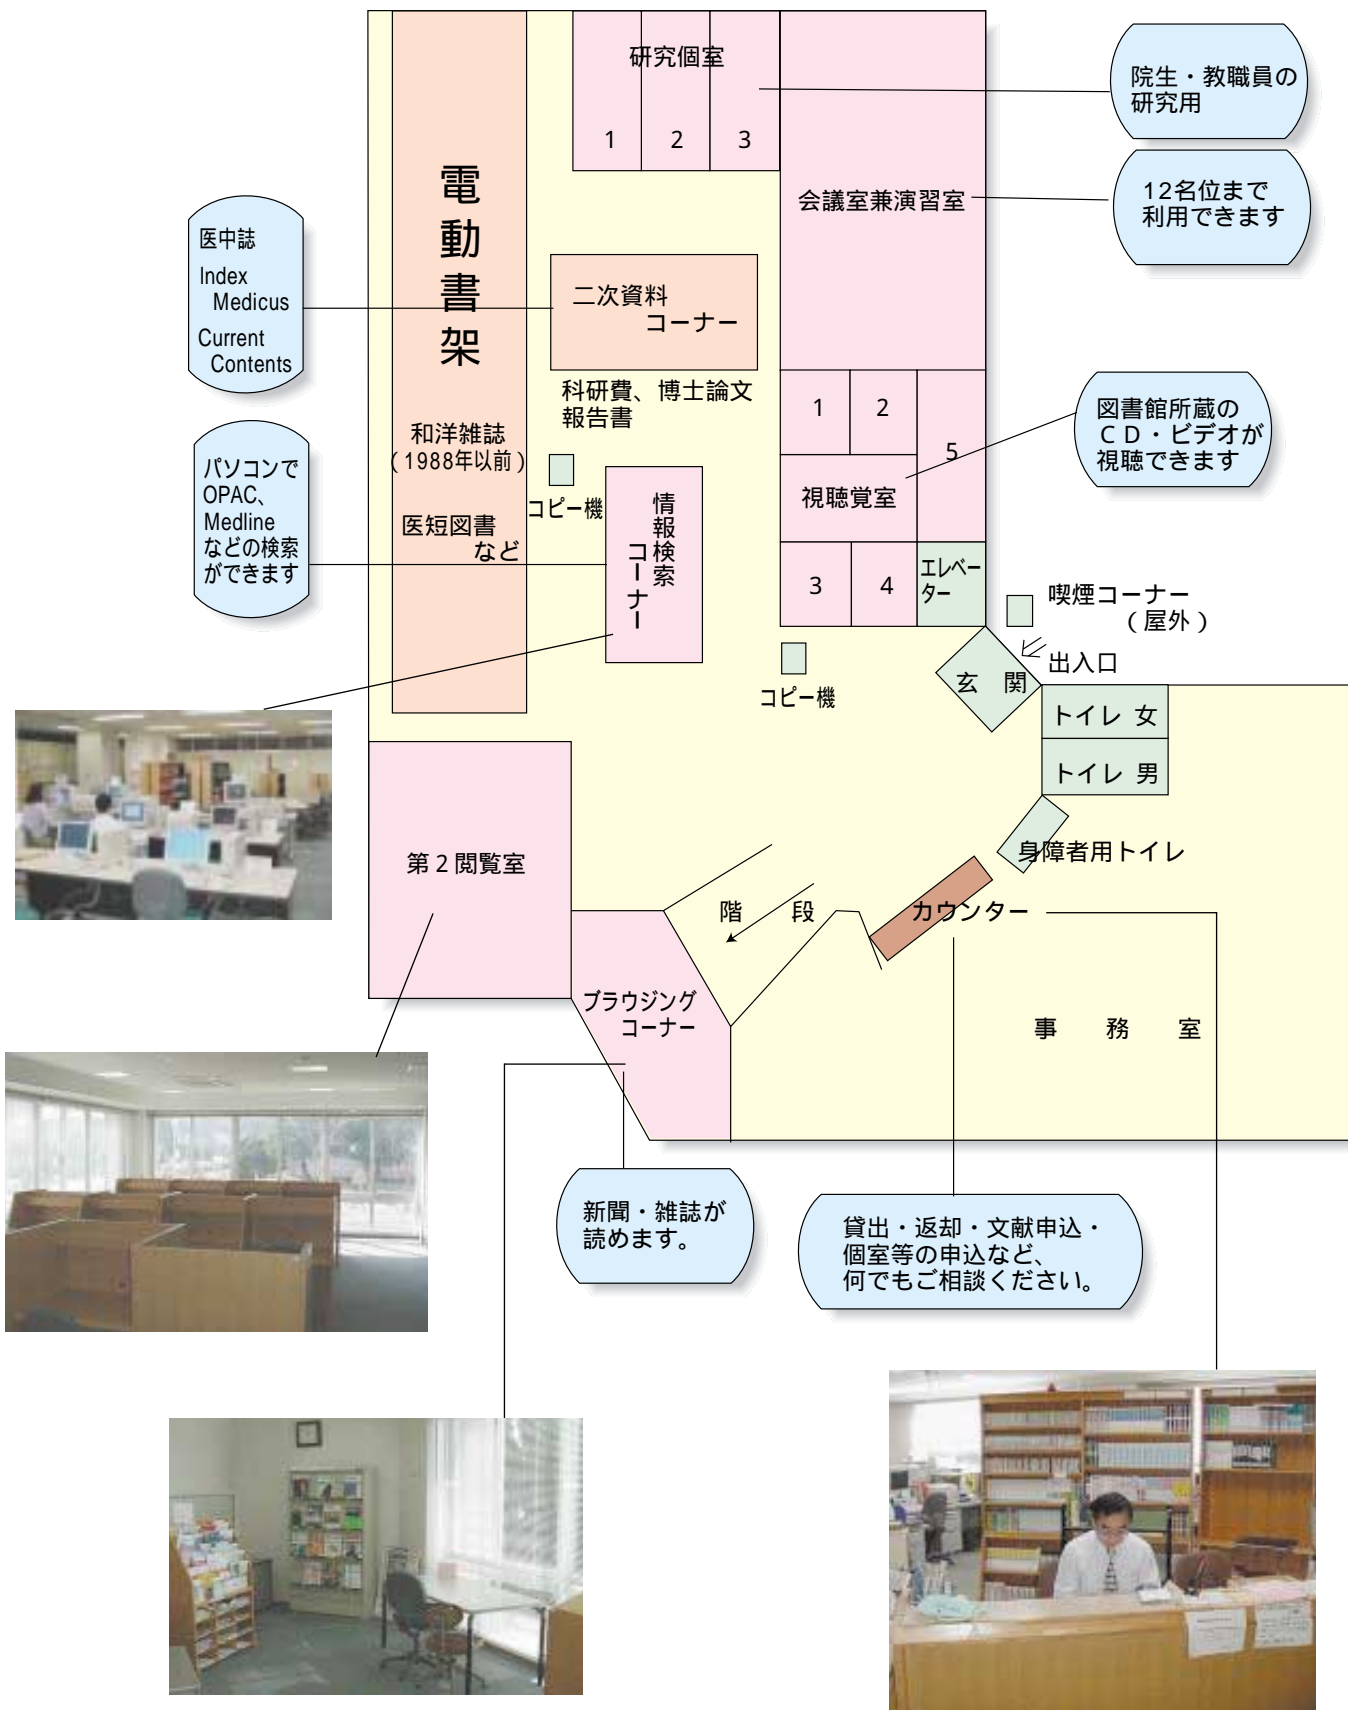 研究個室
1 2 3
院生・教職員の
研究用
会議室兼演習室
12名位まで
利用できます
電動書架
医中誌
Index
Medicus
Current
Contents
二次資料
コーナー
科研費、博士論文
報告書
和洋雑誌
(1988年以前)
医短図書
など
コピー機
パソコンで
OPAC、
Medline
などの検索
ができます
情報検索
コーナー
1 2
5
視聴覚室
3 4
エレベー
ター
図書館所蔵の
CD・ビデオが
視聴できます
喫煙コーナー
(屋外)
出入口
玄関
コピー機
トイレ 女
トイレ 男
身障者用トイレ
第2閲覧室
階段
カウンター
ブラウジング
コーナー
事務室
新聞・雑誌が
読めます。
貸出・返却・文献申込・
個室等の申込など、
何でもご相談ください。